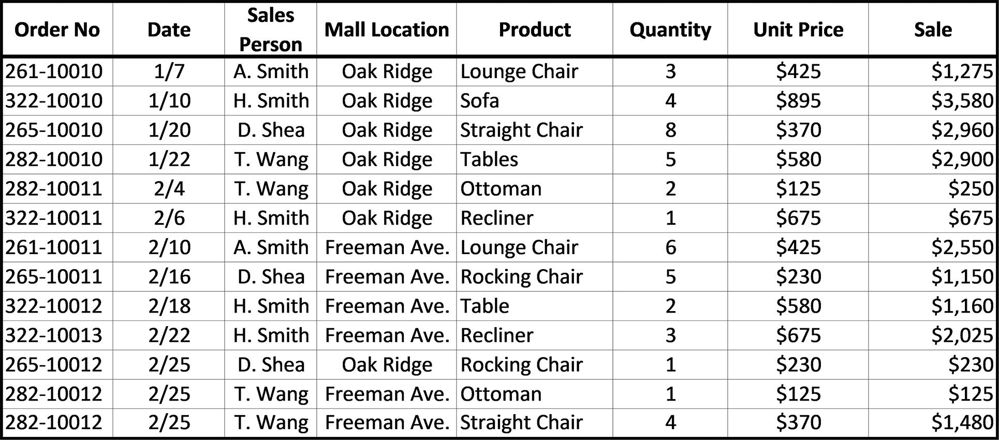 Order No Date Sales Person Mall Location Product Quantity Unit Price Sale
261-10010 1/7 A. Smith Oak Ridge Lounge Chair 3 $425 $1,275
322-10010 1/10 H. Smith Oak Ridge Sofa 4 $895 $3,580
265-10010 1/20 D. Shea Oak Ridge Straight Chair 8 $370 $2,960
282-10010 1/22 T. Wang Oak Ridge Tables 5 $580 $2,900
282-10011 2/4 T. Wang Oak Ridge Ottoman 2 $125 $250
322-10011 2/6 H. Smith Oak Ridge Recliner 1 $675 $675
261-10011 2/10 A. Smith Freeman Ave. Lounge Chair 6 $425 $2,550
265-10011 2/16 D. Shea Freeman Ave. Rocking Chair 5 $230 $1,150
322-10012 2/18 H. Smith Freeman Ave. Table 2 $580 $1,160
322-10013 2/22 H. Smith Freeman Ave. Recliner 3 $675 $2,025
265-10012 2/25 D. Shea Oak Ridge Rocking Chair 1 $230 $230
282-10012 2/25 T. Wang Freeman Ave. Ottoman 1 $125 $125
282-10012 2/25 T. Wang Freeman Ave. Straight Chair 4 $370 $1,480